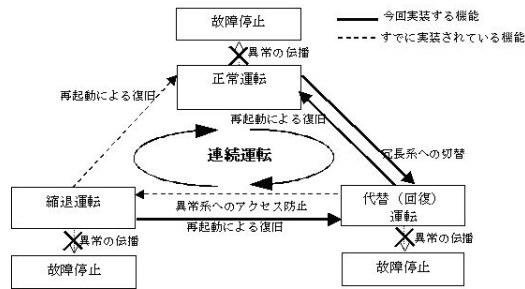 故障停止
今回実装する機能
すでに実装されている機能
異常の伝播
正常運転
再起動による復旧
再起動による復旧
連続運転
冗長系への切替
縮退運転
異常系へのアクセス防止
再起動による復旧
代替（回復）
運転
異常の伝播
異常の伝播
故障停止
故障停止